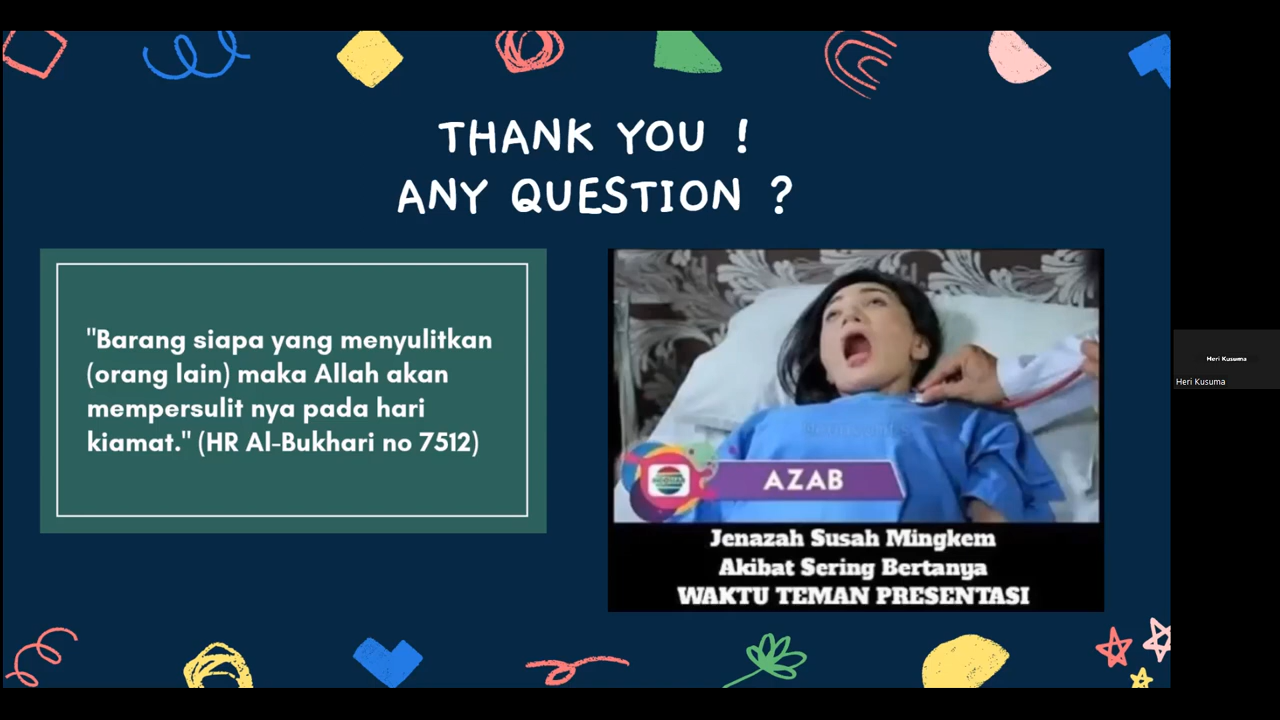 THANK YOU !
ANY QUESTION ?
"Barang siapa yang menyulitkan
(orang lain) maka Allah akan
mempersulit nya pada hari
kiamat." (HR Al-Bukhari no 7512)
AZAB
Jenazah Susah Mingkem
Akibat Sering Bertanya
WAKTU TEMAN PRESENTASI
Heri Kusuma
Heri Kusuma